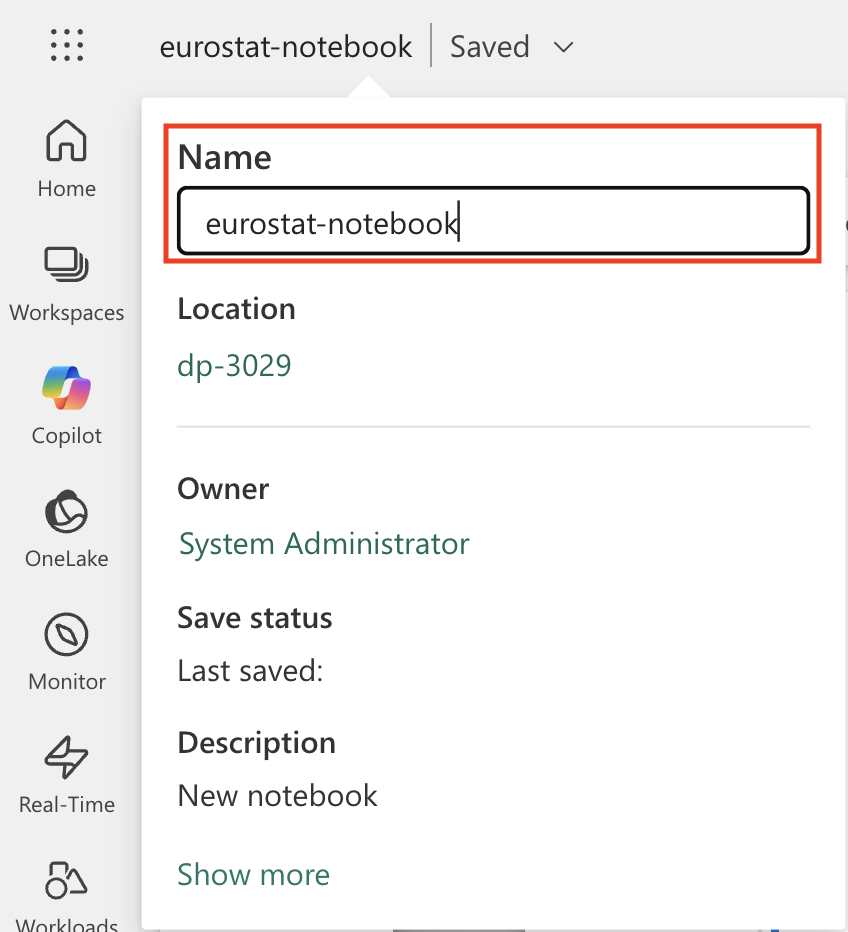 eurostat-notebook
Saved
Home
Workspaces
Copilot
OneLake
Monitor
Real-Time
Workloads
Name
eurostat-notebook
Location
dp-3029
Owner
System Administrator
Save status
Last saved:
Description
New notebook
Show more